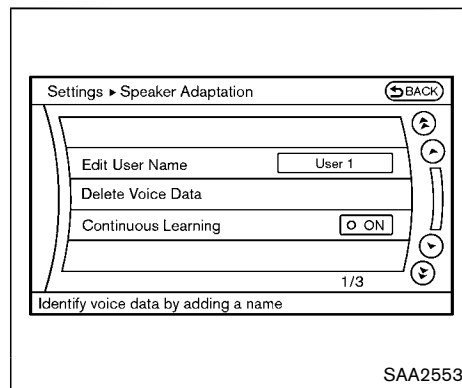 Settings ▸ Speaker Adaptation BACK
Edit User Name User 1
Delete Voice Data
Continuous Learning ON
1/3
Identify voice data by adding a name
SAA2553